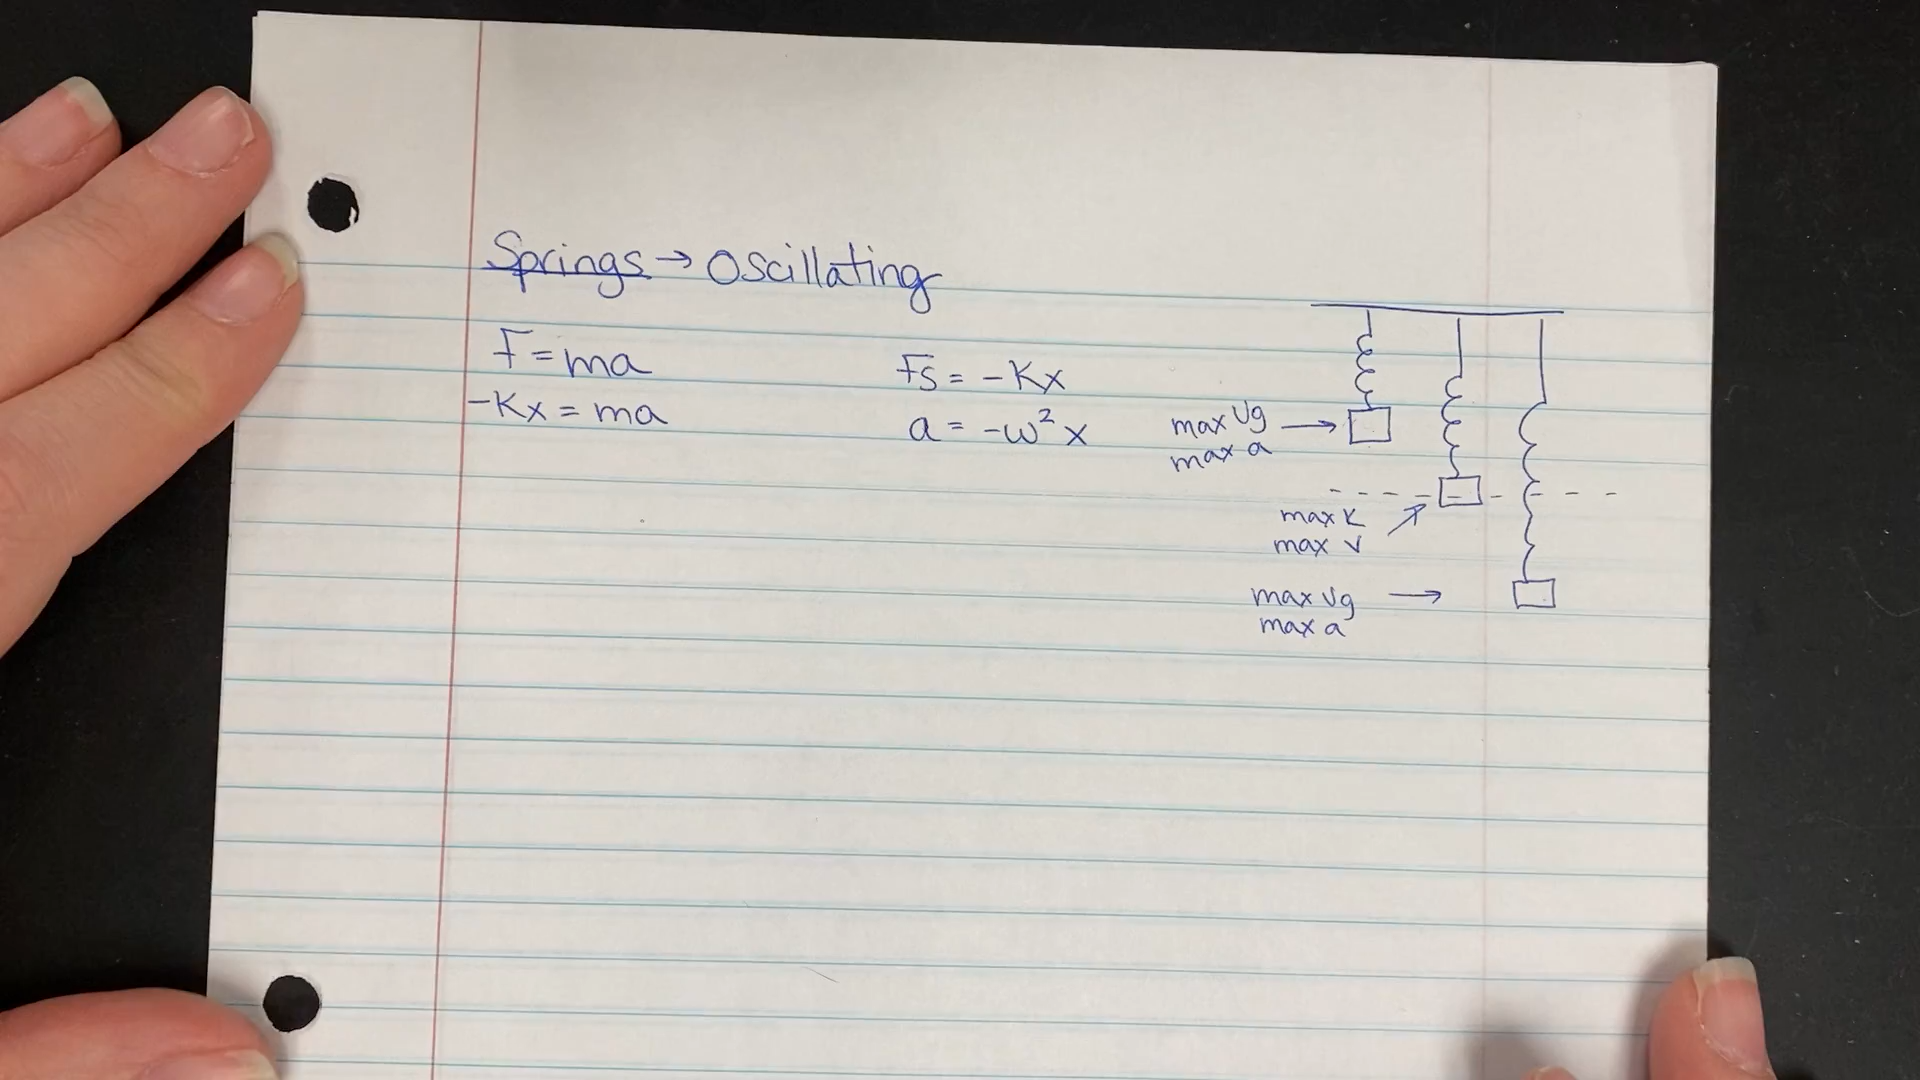 Springs → Oscillating
F = ma
-Kx = ma
Fs = -Kx
a = -ω² x
max Ug →
max a
max K
max v
max Ug →
max a